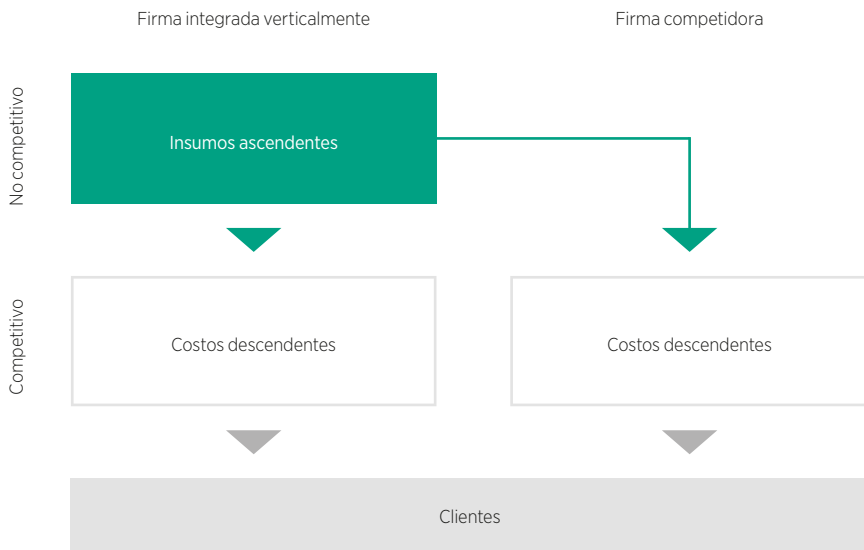 Firma integrada verticalmente
Firma competidora
No competitivo
Insumos ascendentes
Competitivo
Costos descendentes
Costos descendentes
Clientes